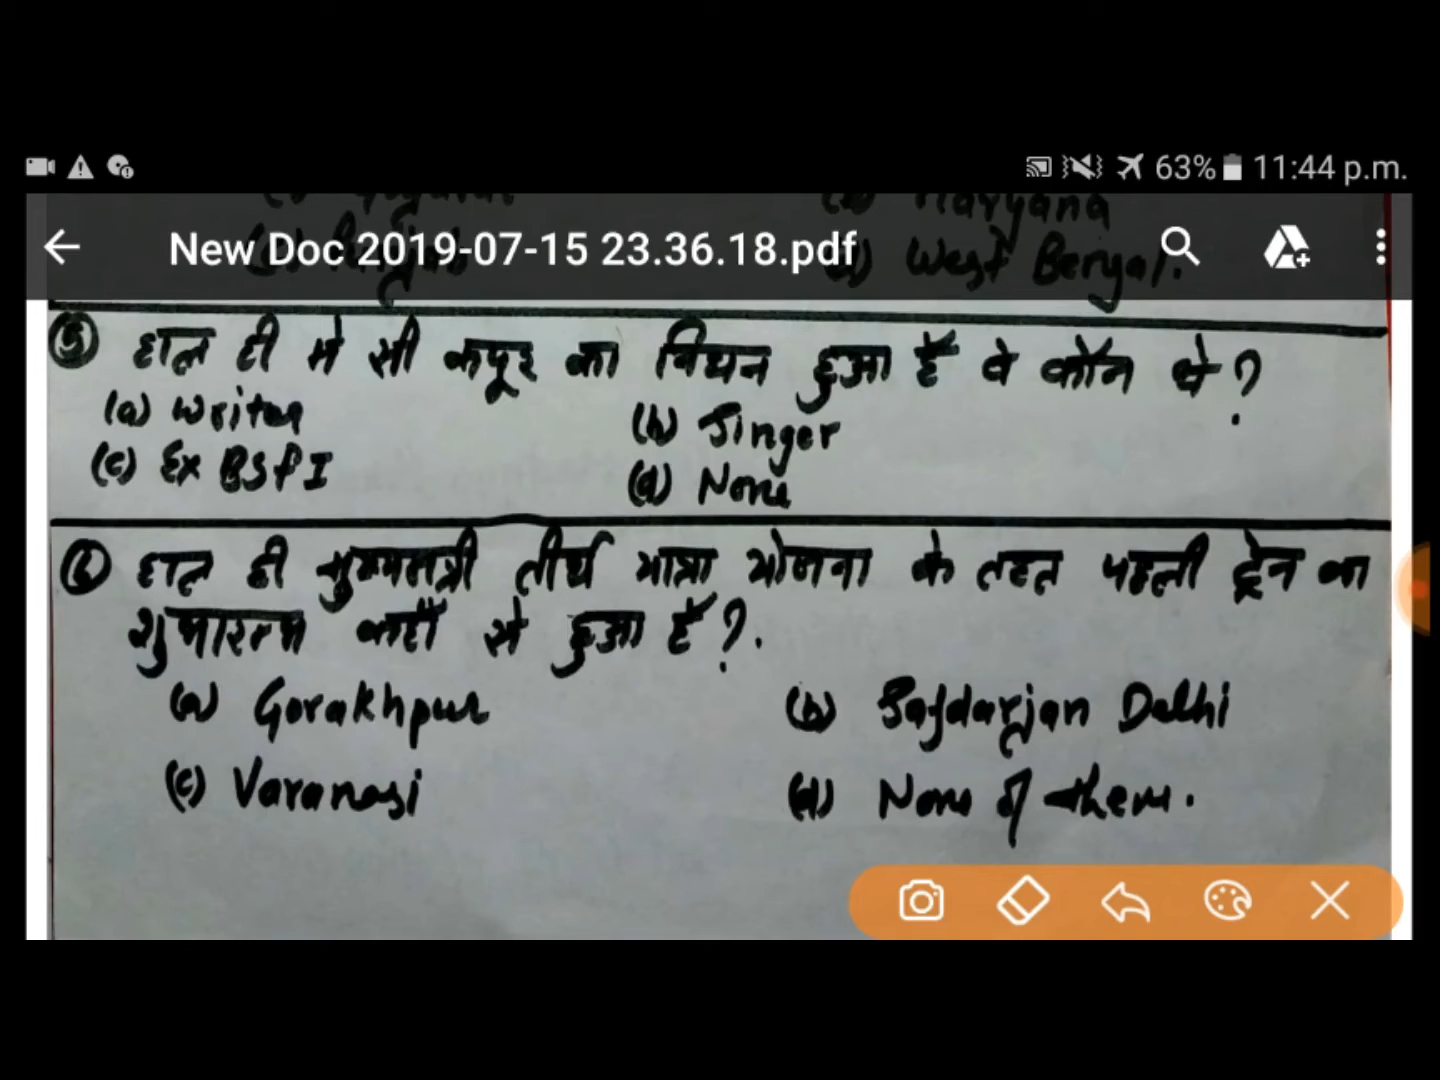 63% 11:44 p.m.
Haryana
New Doc 2019-07-15 23.36.18.pdf
(d) West Bengal.
⑤ हाल ही मे सी कपूर का निधन हुआ हैं वे कौन थे?
(a) Writer
(b) Singer
(c) Ex BSPI
(d) None
⑥ हाल ही मुख्यमंत्री तीर्थ यात्रा योजना के तहत पहली ट्रेन का
शुभारम्भ कहाँ से हुआ हैं?.
(a) Gorakhpur
(b) Safdarjan Delhi
(c) Varanasi
(d) None of them.